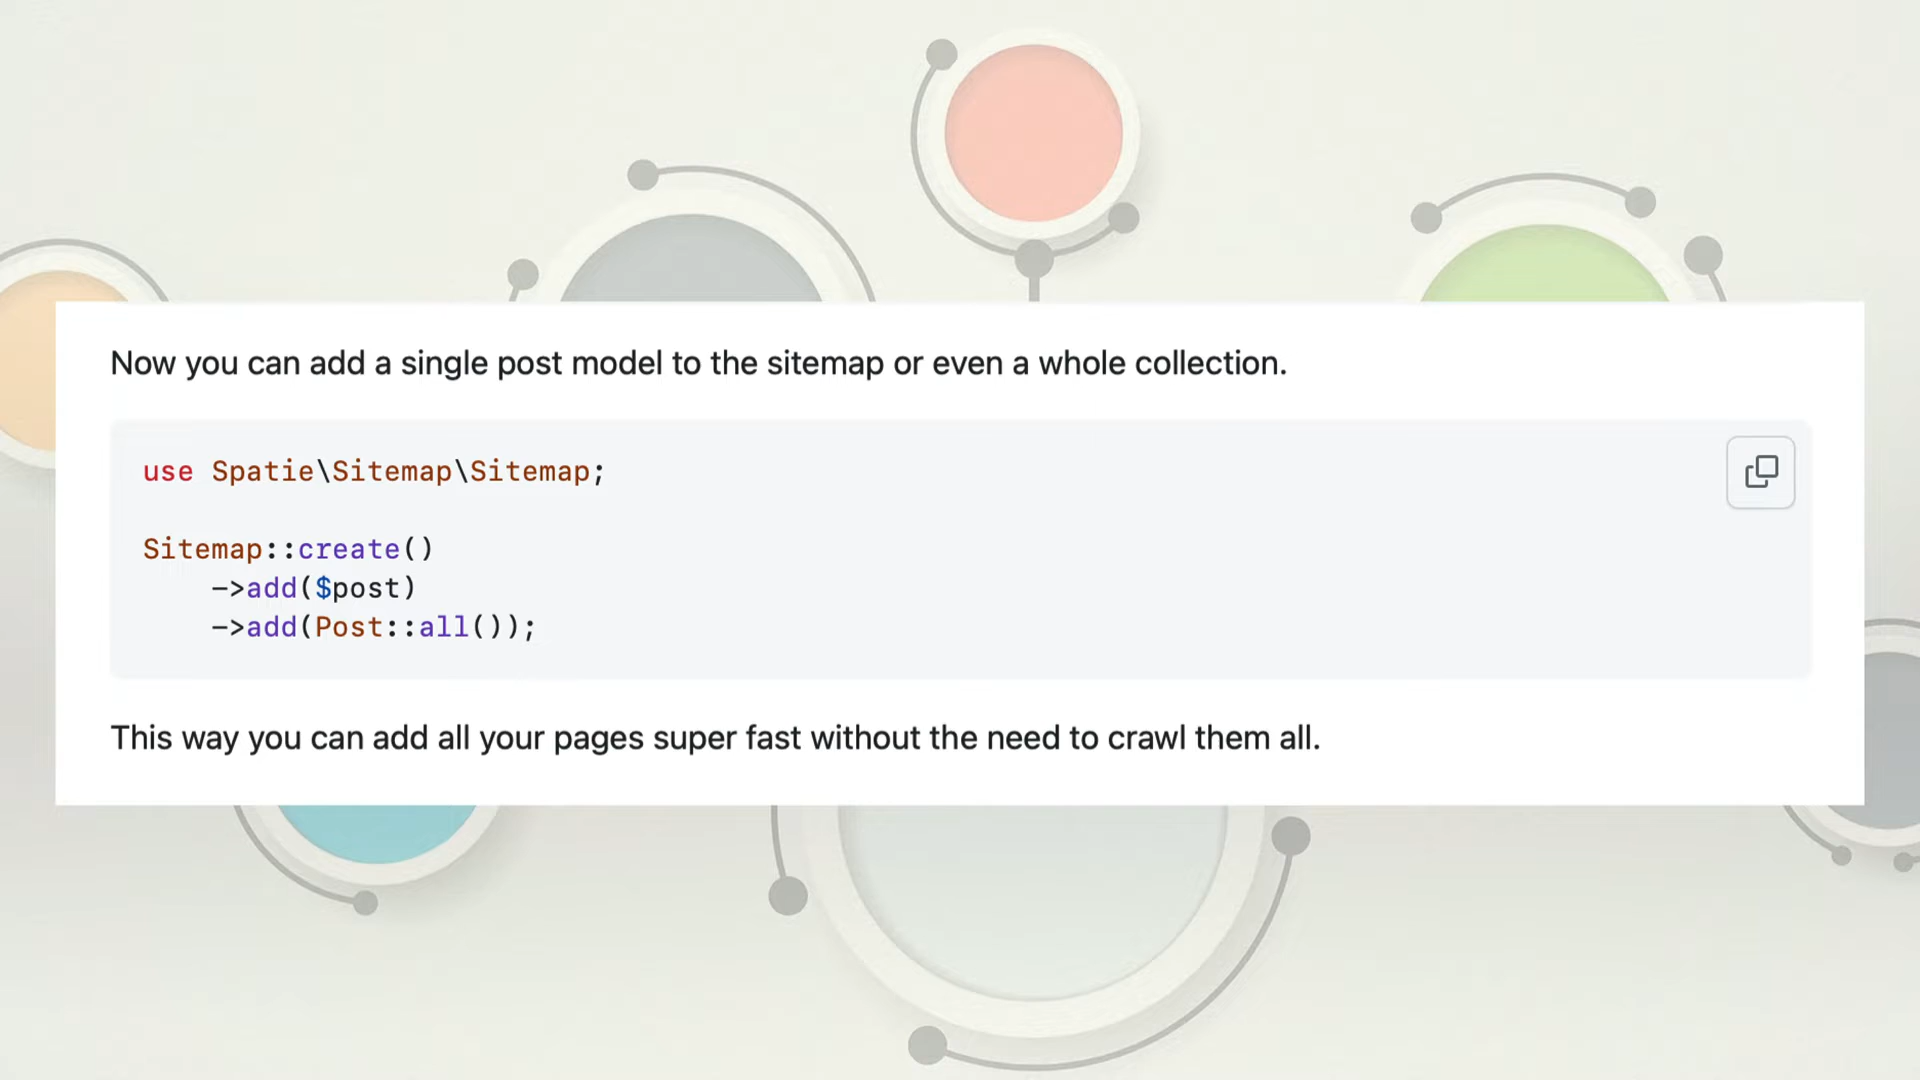 Now you can add a single post model to the sitemap or even a whole collection.
use Spatie\Sitemap\Sitemap;
Sitemap::create()
    ->add($post)
    ->add(Post::all());
This way you can add all your pages super fast without the need to crawl them all.